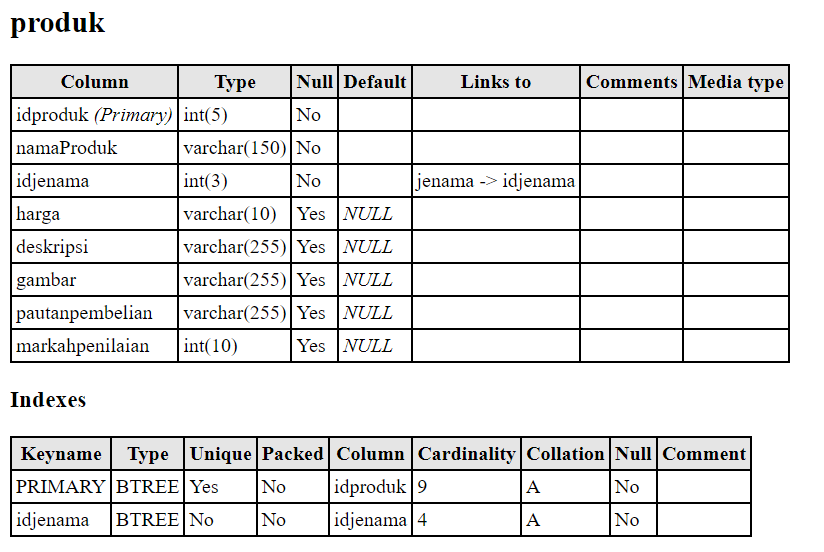 produk
Column Type Null Default Links to Comments Media type
idproduk (Primary) int(5) No
namaProduk varchar(150) No
idjenama int(3) No jenama -> idjenama
harga varchar(10) Yes NULL
deskripsi varchar(255) Yes NULL
gambar varchar(255) Yes NULL
pautanpembelian varchar(255) Yes NULL
markahpenilaian int(10) Yes NULL
Indexes
Keyname Type Unique Packed Column Cardinality Collation Null Comment
PRIMARY BTREE Yes No idproduk 9 A No
idjenama BTREE No No idjenama 4 A No